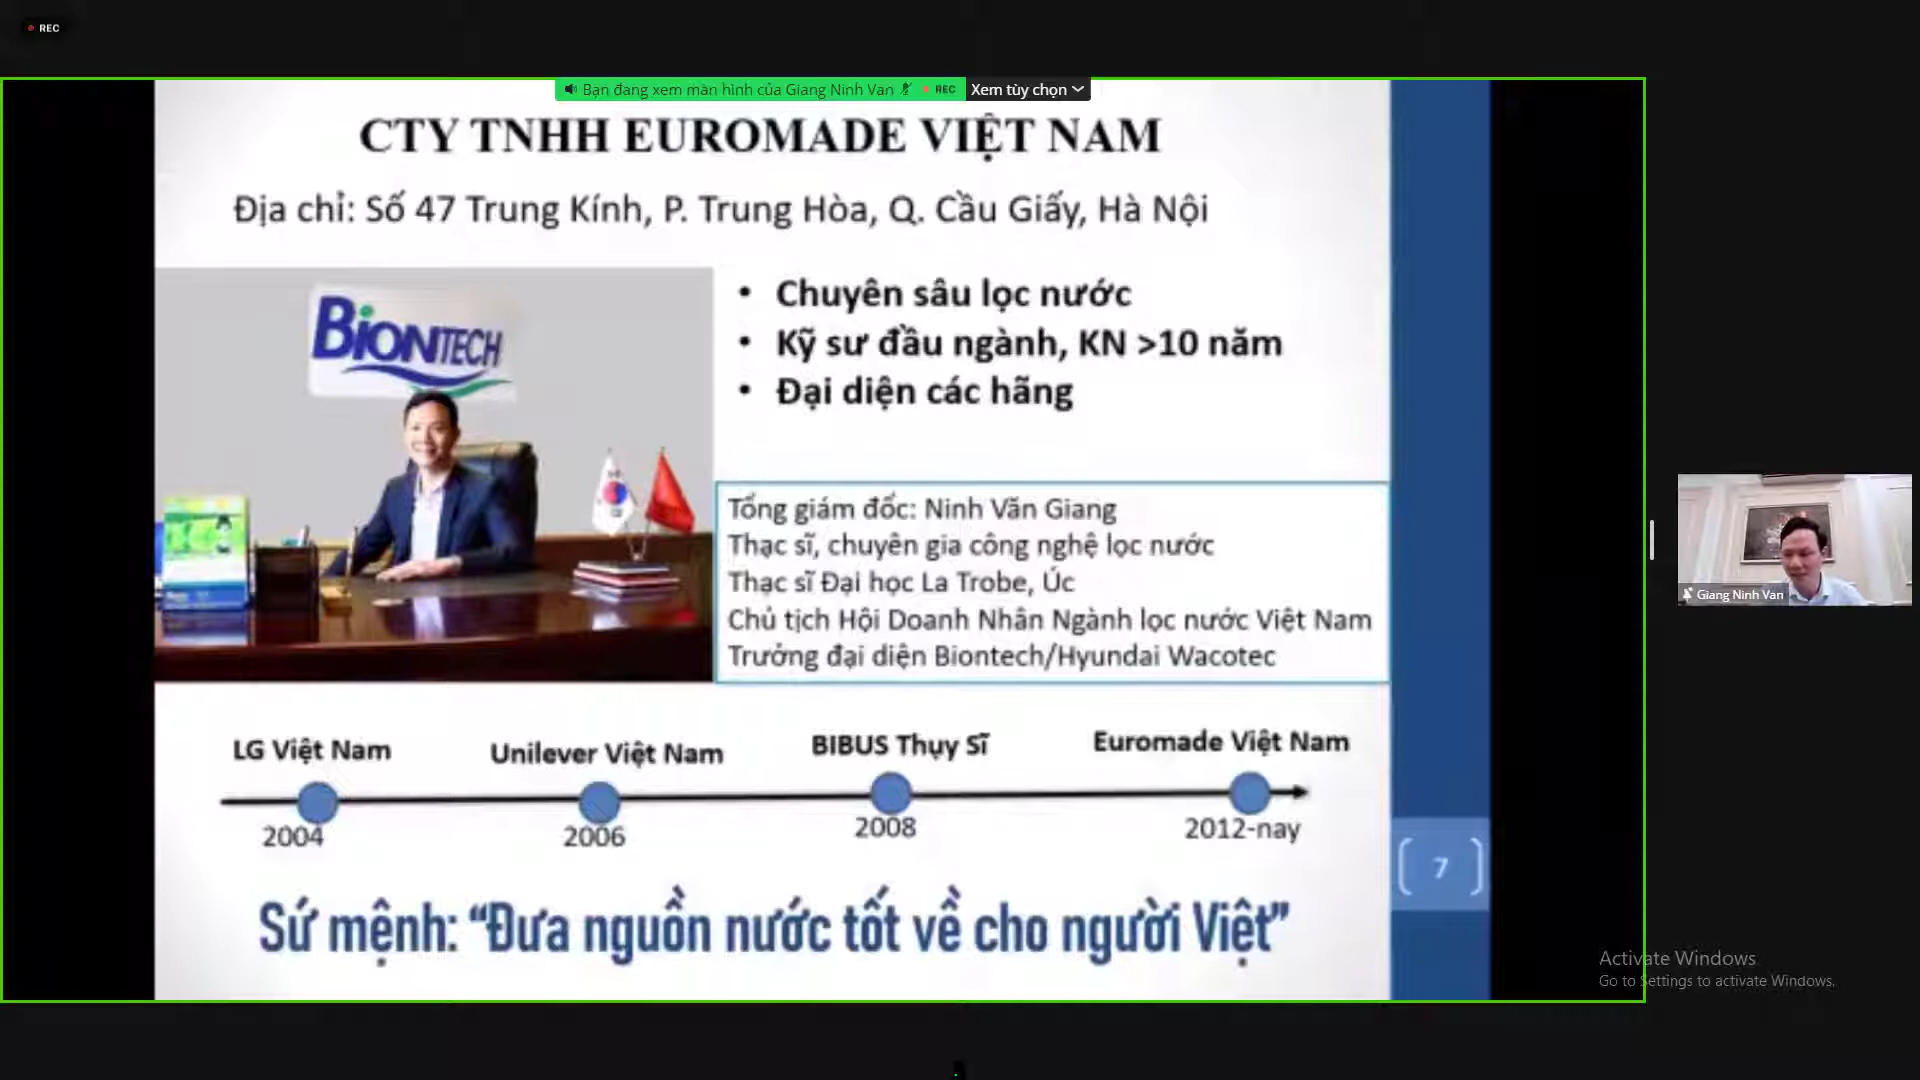 REC
Bạn đang xem màn hình của Giang Ninh Van REC Xem tùy chọn
CTY TNHH EUROMADE VIỆT NAM
Địa chỉ: Số 47 Trung Kính, P. Trung Hòa, Q. Cầu Giấy, Hà Nội
BIONTECH
• Chuyên sâu lọc nước
• Kỹ sư đầu ngành, KN >10 năm
• Đại diện các hãng
Tổng giám đốc: Ninh Văn Giang
Thạc sĩ, chuyên gia công nghệ lọc nước
Thạc sĩ Đại học La Trobe, Úc
Chủ tịch Hội Doanh Nhân Ngành lọc nước Việt Nam
Trưởng đại diện Biontech/Hyundai Wacotec
Giang Ninh Van
LG Việt Nam
Unilever Việt Nam
BIBUS Thụy Sĩ
Euromade Việt Nam
2004
2006
2008
2012-nay
7
Sứ mệnh: “Đưa nguồn nước tốt về cho người Việt”
Activate Windows
Go to Settings to activate Windows.